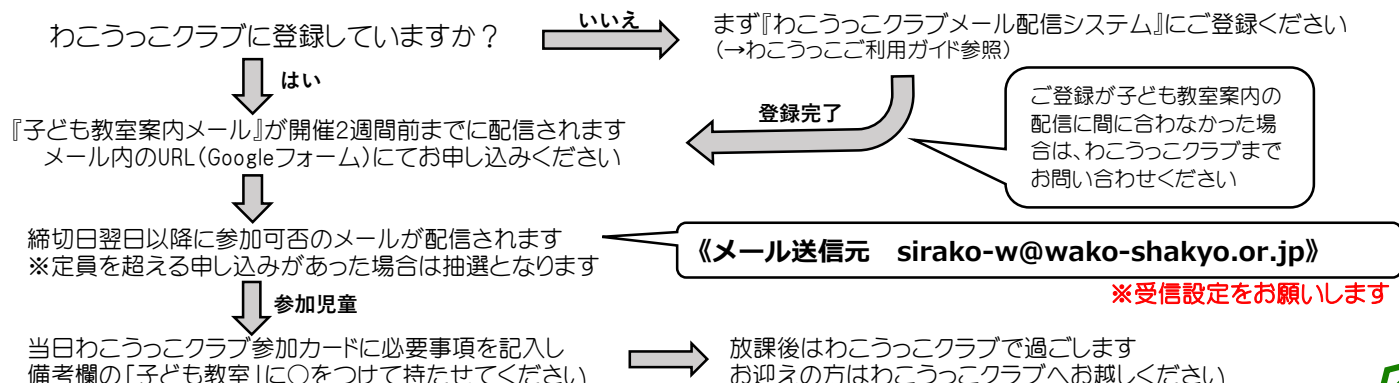 わこうっこクラブに登録していますか？
いいえ
まず『わこうっこクラブメール配信システム』にご登録ください
(→わこうっこご利用ガイド参照)
はい
登録完了
ご登録が子ども教室案内の
配信に間に合わなかった場
合は、わこうっこクラブまで
お問い合わせください
『子ども教室案内メール』が開催2週間前までに配信されます
メール内のURL(Googleフォーム)にてお申し込みください
締切日翌日以降に参加可否のメールが配信されます
※定員を超える申し込みがあった場合は抽選となります
《メール送信元　sirako-w@wako-shakyo.or.jp》
※受信設定をお願いします
参加児童
当日わこうっこクラブ参加カードに必要事項を記入し
備考欄の「子ども教室」に○をつけて持たせてください
放課後はわこうっこクラブで過ごします
お迎えの方はわこうっこクラブへお越しください